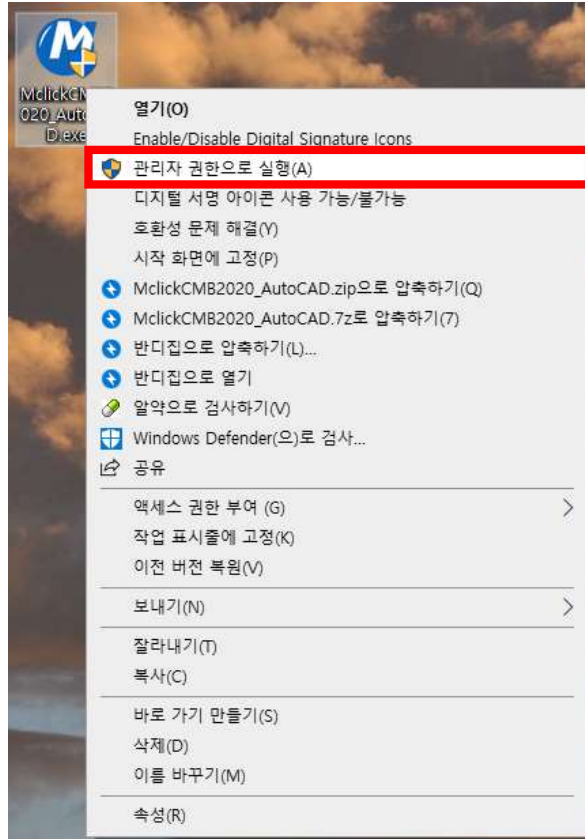 MclickCM
020_Auto
D.exe
열기(O)
Enable/Disable Digital Signature Icons
관리자 권한으로 실행(A)
디지털 서명 아이콘 사용 가능/불가능
호환성 문제 해결(Y)
시작 화면에 고정(P)
MclickCMB2020_AutoCAD.zip으로 압축하기(Q)
MclickCMB2020_AutoCAD.7z로 압축하기(7)
반디집으로 압축하기(L)...
반디집으로 열기
알약으로 검사하기(V)
Windows Defender(으)로 검사...
공유
액세스 권한 부여 (G)
작업 표시줄에 고정(K)
이전 버전 복원(V)
보내기(N)
잘라내기(T)
복사(C)
바로 가기 만들기(S)
삭제(D)
이름 바꾸기(M)
속성(R)